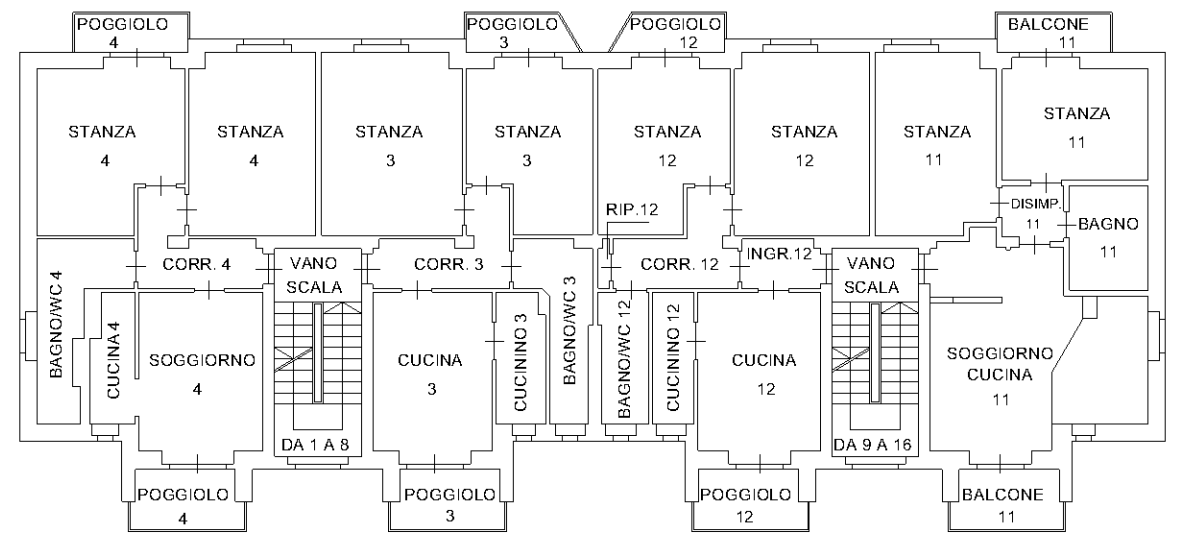 POGGIOLO
4
POGGIOLO
3
POGGIOLO
12
BALCONE
11
STANZA
4
STANZA
4
STANZA
3
STANZA
3
STANZA
12
STANZA
12
STANZA
11
STANZA
11
RIP.12
DISIMP.
11
BAGNO
11
BAGNO/WC 4
CORR. 4
VANO
SCALA
CORR. 3
BAGNO/WC 3
CORR. 12
INGR.12
VANO
SCALA
CUCINA 4
SOGGIORNO
4
CUCINA
3
CUCININO 3
BAGNO/WC 12
CUCININO 12
CUCINA
12
SOGGIORNO
CUCINA
11
DA 1 A 8
DA 9 A 16
POGGIOLO
4
POGGIOLO
3
POGGIOLO
12
BALCONE
11